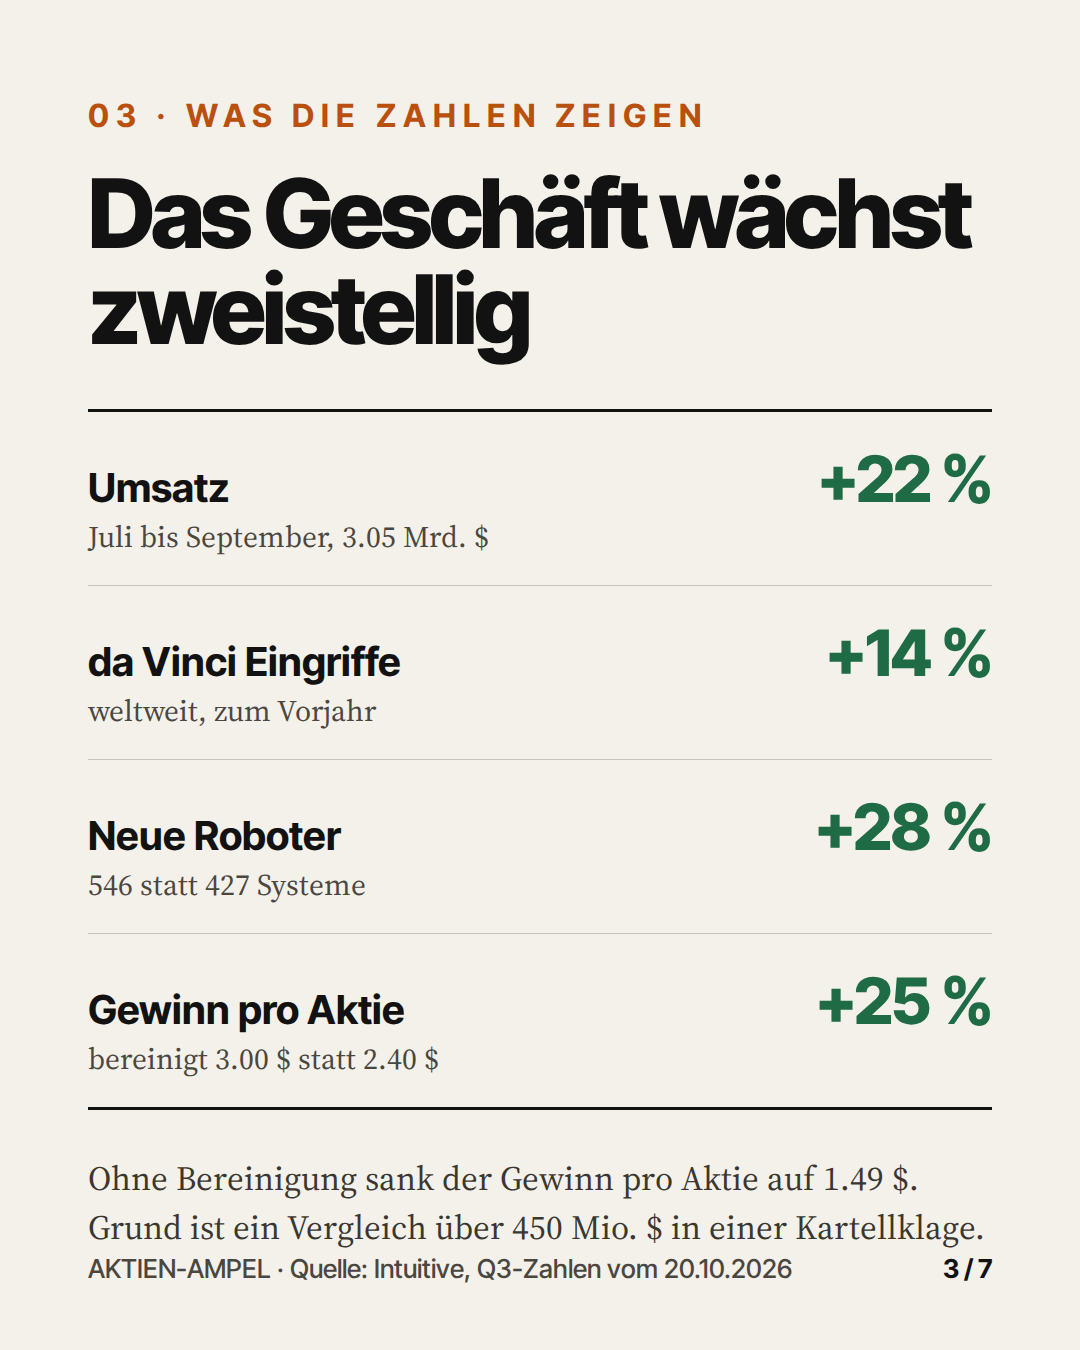 03 · WAS DIE ZAHLEN ZEIGEN
Das Geschäft wächst
zweistellig
Umsatz
+22 %
Juli bis September, 3.05 Mrd. $
da Vinci Eingriffe
+14 %
weltweit, zum Vorjahr
Neue Roboter
+28 %
546 statt 427 Systeme
Gewinn pro Aktie
+25 %
bereinigt 3.00 $ statt 2.40 $
Ohne Bereinigung sank der Gewinn pro Aktie auf 1.49 $.
Grund ist ein Vergleich über 450 Mio. $ in einer Kartellklage.
AKTIEN-AMPEL · Quelle: Intuitive, Q3-Zahlen vom 20.10.2026
3 / 7